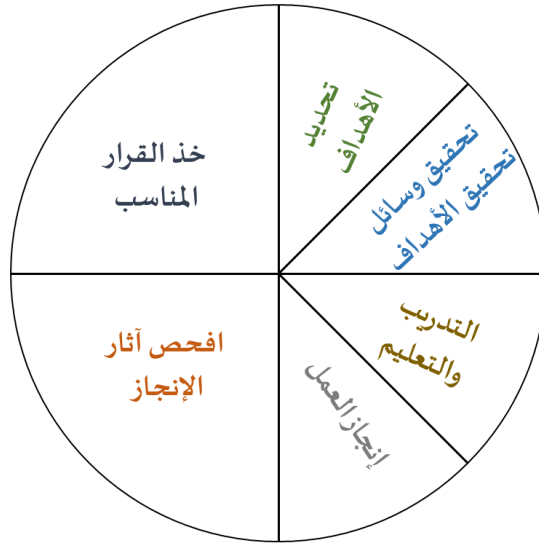 تحديد
الأهداف
تحقيق وسائل
تحقيق الأهداف
التدريب
والتعليم
إنجاز العمل
افحص آثار
الإنجاز
خذ القرار
المناسب